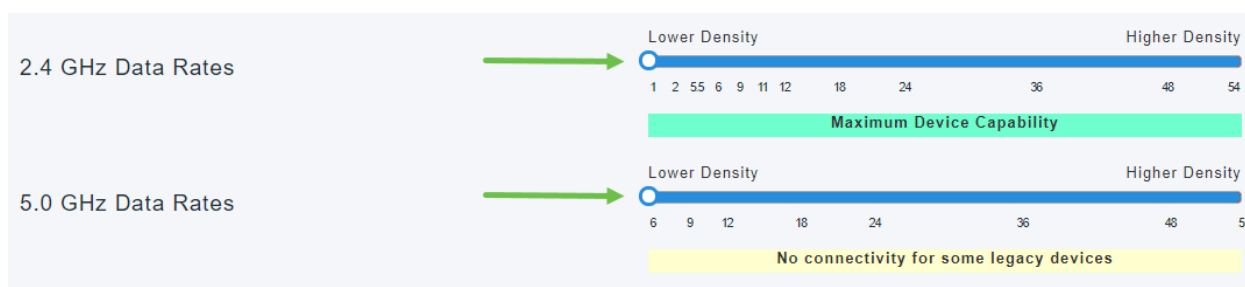 Lower Density Higher Density
2.4 GHz Data Rates
1 2 5.5 6 9 11 12 18 24 36 48 54
Maximum Device Capability
Lower Density Higher Density
5.0 GHz Data Rates
6 9 12 18 24 36 48 5
No connectivity for some legacy devices